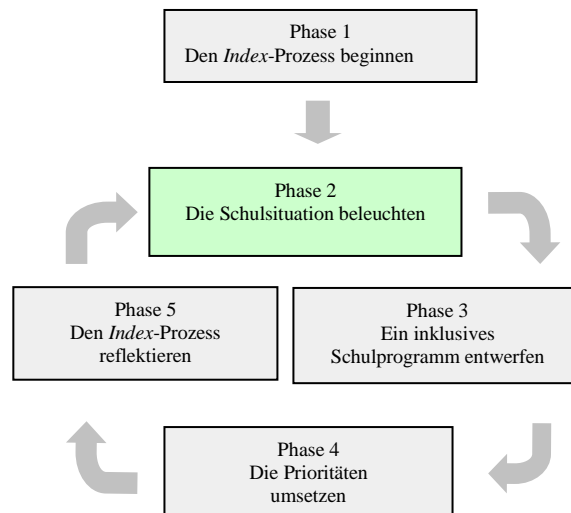 Phase 1
Den Index-Prozess beginnen
Phase 2
Die Schulsituation beleuchten
Phase 5
Den Index-Prozess
reflektieren
Phase 3
Ein inklusives
Schulprogramm entwerfen
Phase 4
Die Prioritäten
umsetzen